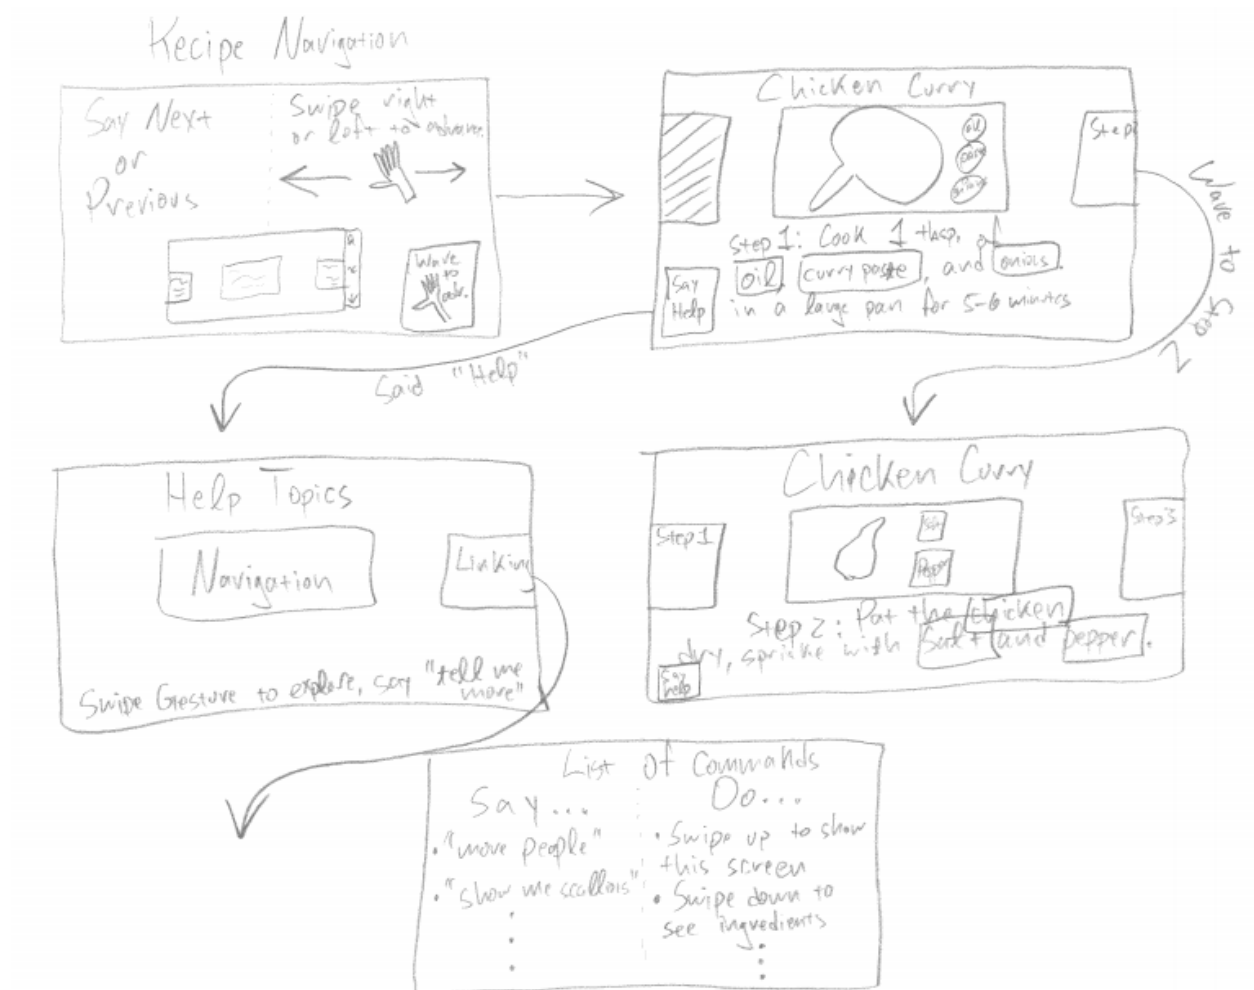 Recipe Navigation
Say Next
or
Previous
Swipe right
or left to advance.
Wave
to
Chicken Curry
oil
Step 2
Say
Help
Step 1: Cook 1 tbsp. of
oil, curry paste, and onions.
in a large pan for 5-6 minutes
Wave to Step 2
Said "Help"
Help Topics
Navigation
Linking
Swipe Gesture to explore, say "tell me
more"
Chicken Curry
Step 1
Pepper
Step 3
Step 2: Pat the chicken
dry, sprinke with Salt and pepper.
Say
help
List of Commands
Say...
• "move people"
• "show me scallions"
Do...
• Swipe up to show
this screen
• Swipe down to
see ingredients